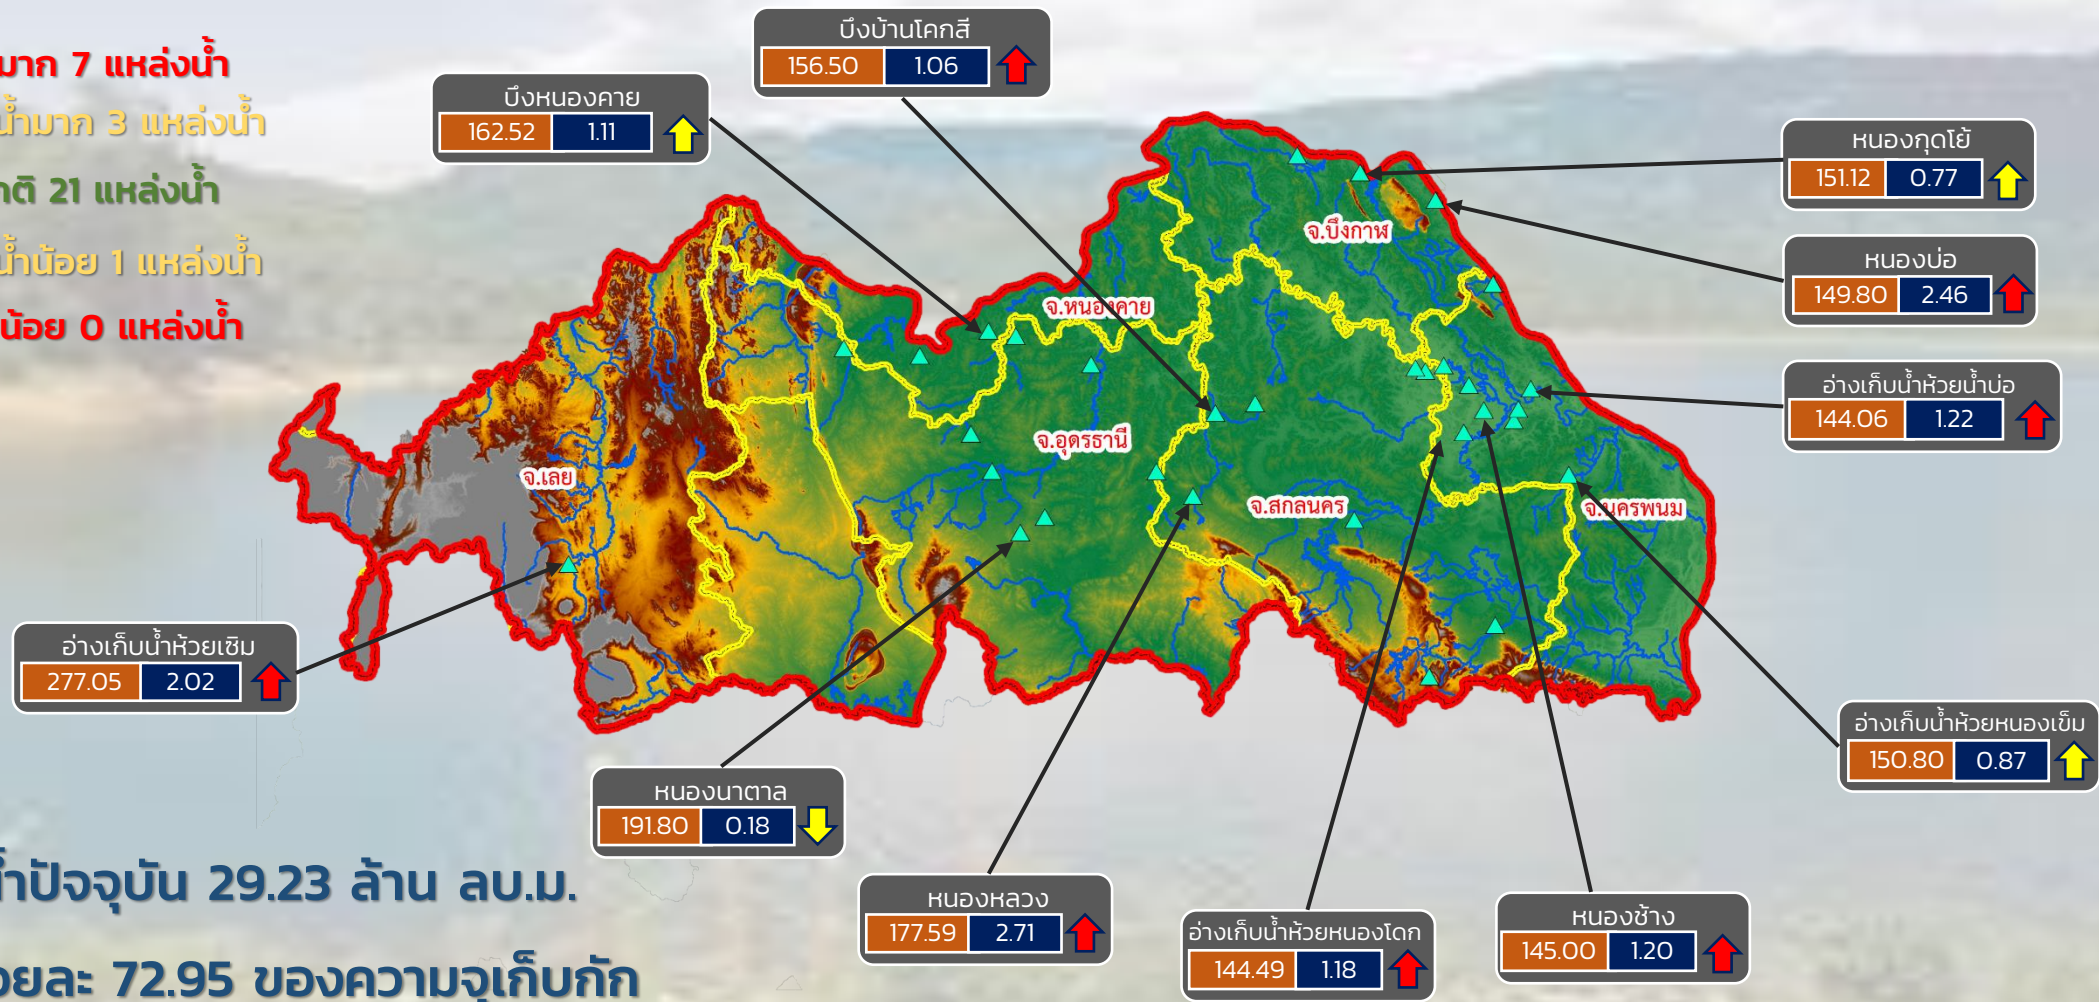 มาก 7 แหล่งน้ำ
น้ำมาก 3 แหล่งน้ำ
กติ 21 แหล่งน้ำ
น้ำน้อย 1 แหล่งน้ำ
น้อย 0 แหล่งน้ำ
บึงบ้านโคกสี
156.50 1.06
บึงหนองคาย
162.52 1.11
หนองกุดโย้
151.12 0.77
หนองบ่อ
149.80 2.46
อ่างเก็บน้ำห้วยน้ำบ่อ
144.06 1.22
จ.บึงกาฬ
จ.หนองคาย
จ.อุดรธานี
จ.เลย
จ.สกลนคร
จ.นครพนม
อ่างเก็บน้ำห้วยเซิม
277.05 2.02
หนองนาตาล
191.80 0.18
หนองหลวง
177.59 2.71
อ่างเก็บน้ำห้วยหนองโดก
144.49 1.18
หนองช้าง
145.00 1.20
อ่างเก็บน้ำห้วยหนองเข็ม
150.80 0.87
น้ำปัจจุบัน 29.23 ล้าน ลบ.ม.
อยละ 72.95 ของความจุเก็บกัก